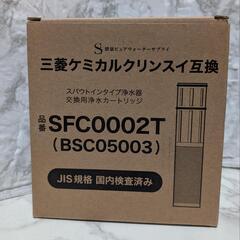 S 鉄板ピュアウォーターサプライ
三菱ケミカルクリンスイ互換
スパウトインタイプ浄水器
交換用浄水カートリッジ
品番 SFC0002T
(BSC05003)
JIS規格 国内検査済み